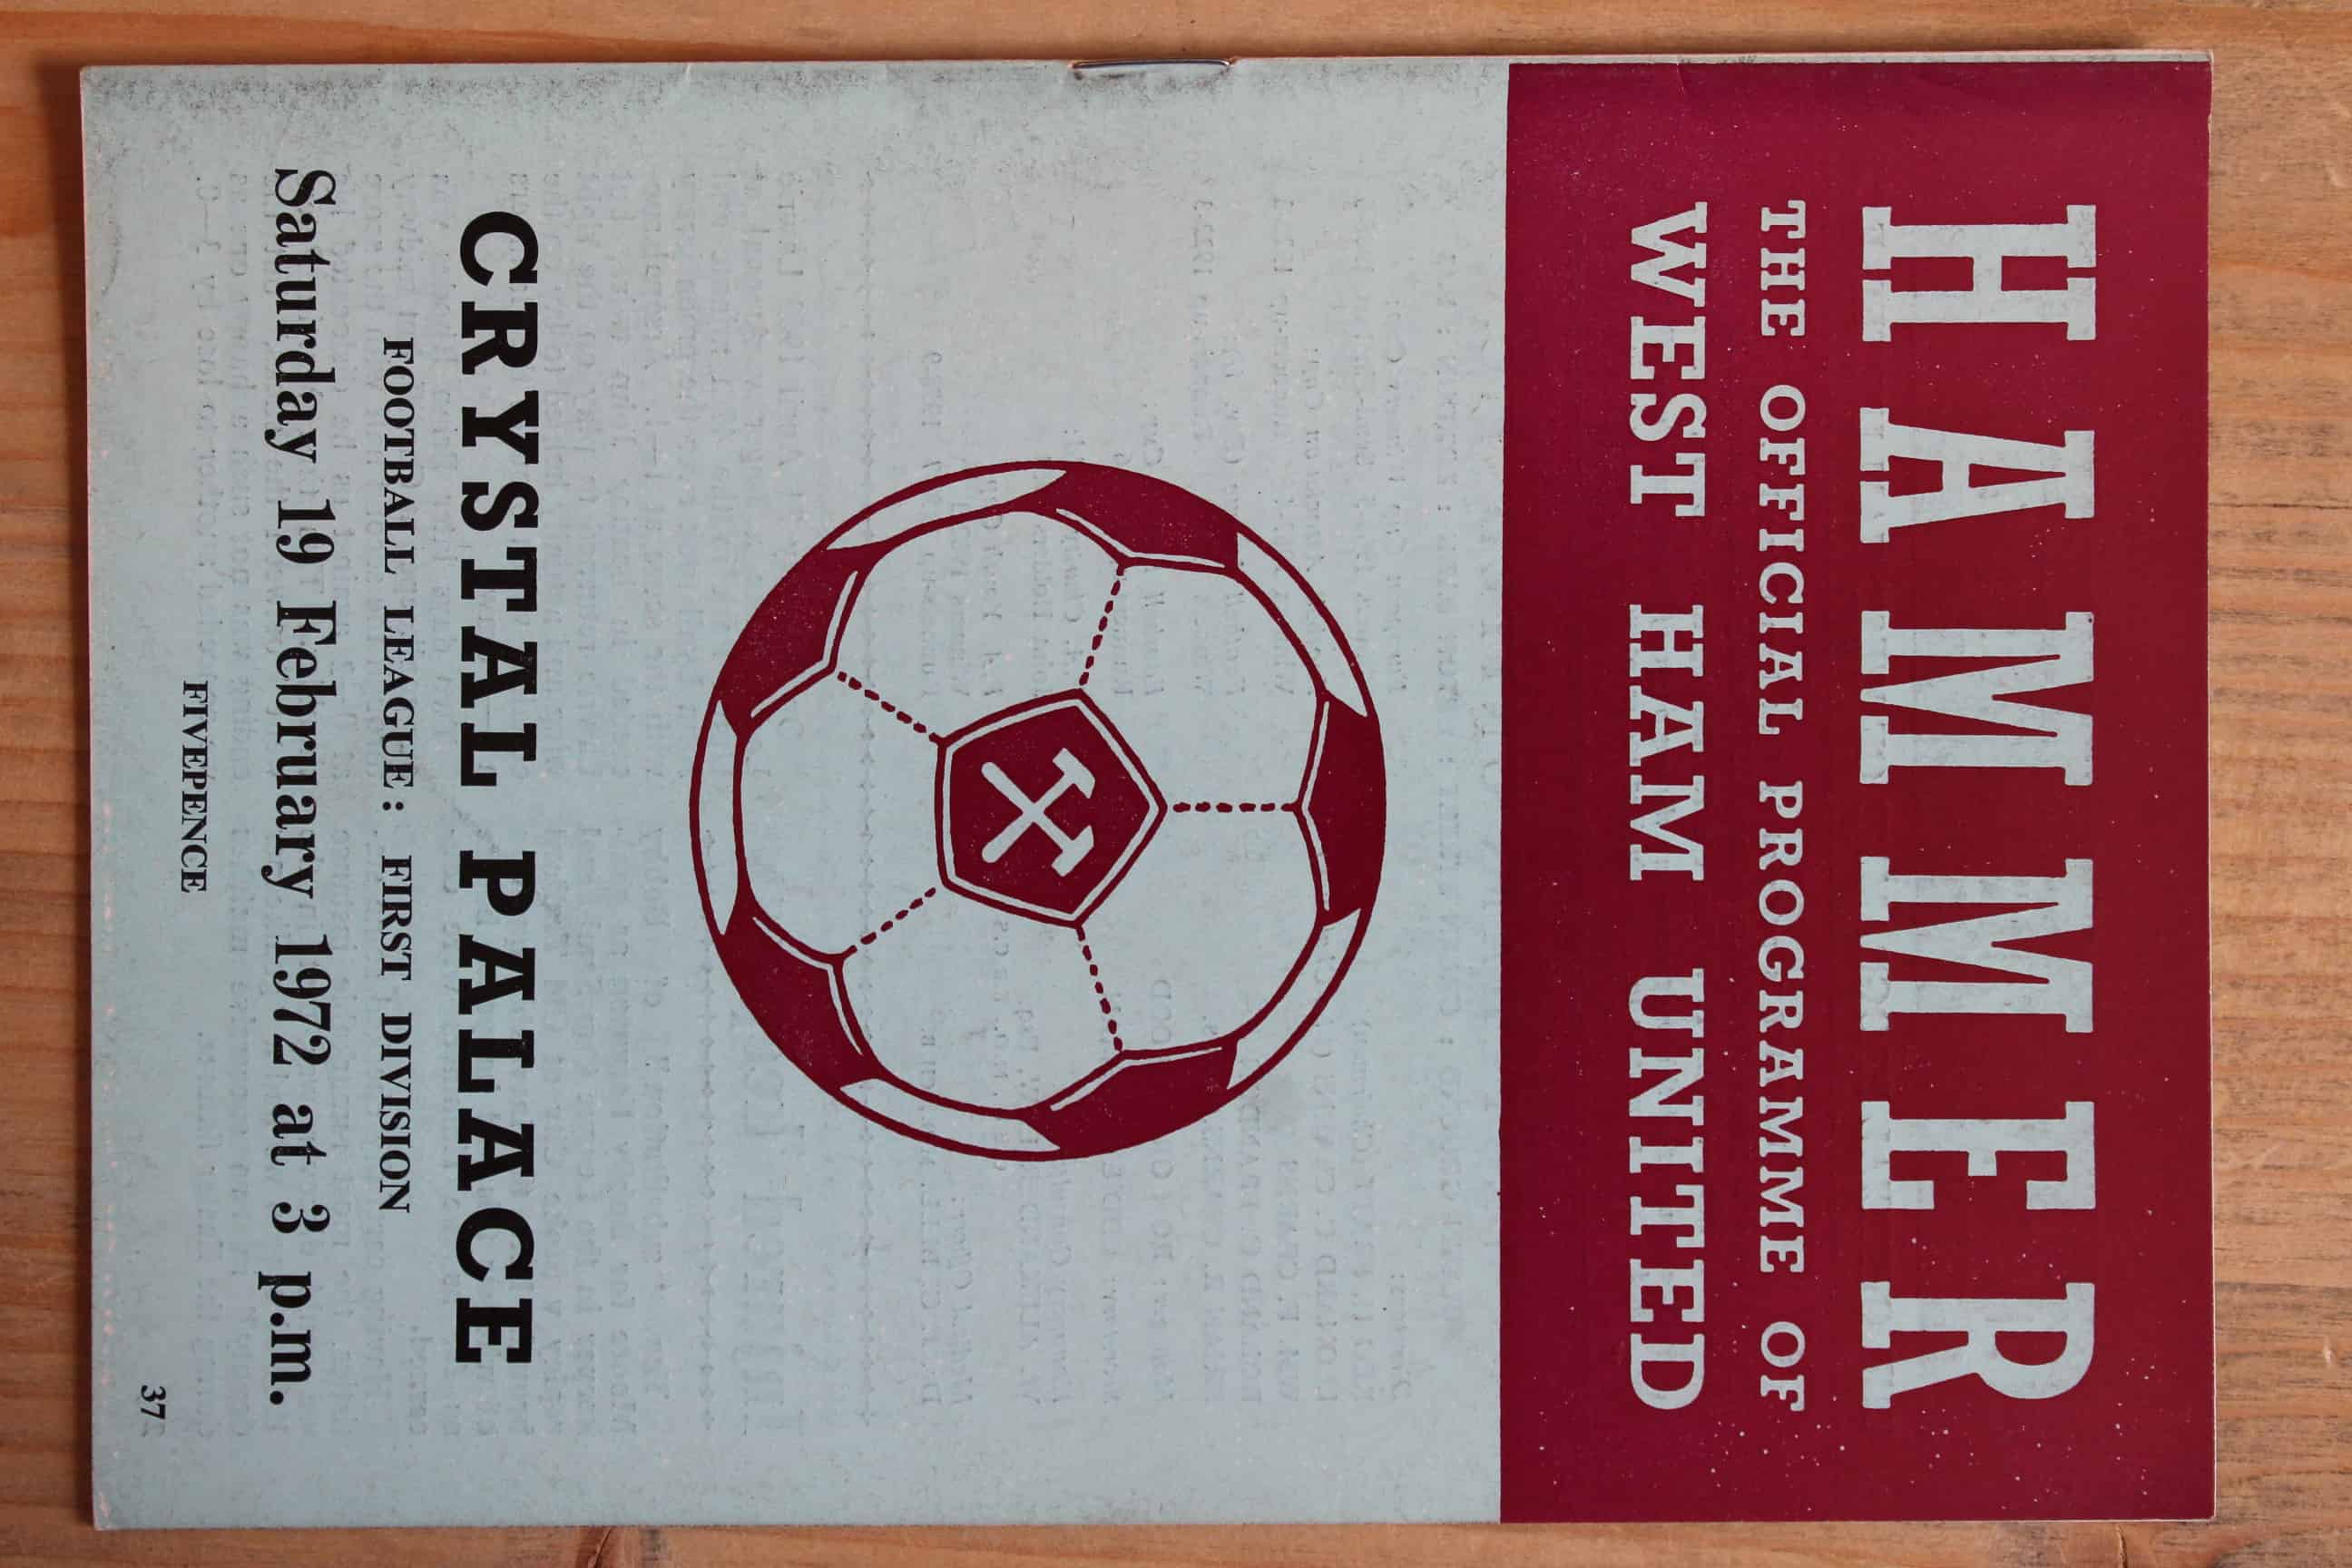 HAMMER
THE OFFICIAL PROGRAMME OF
WEST HAM UNITED
CRYSTAL PALACE
FOOTBALL LEAGUE: FIRST DIVISION
Saturday 19 February 1972 at 3 p.m.
FIVEPENCE
37